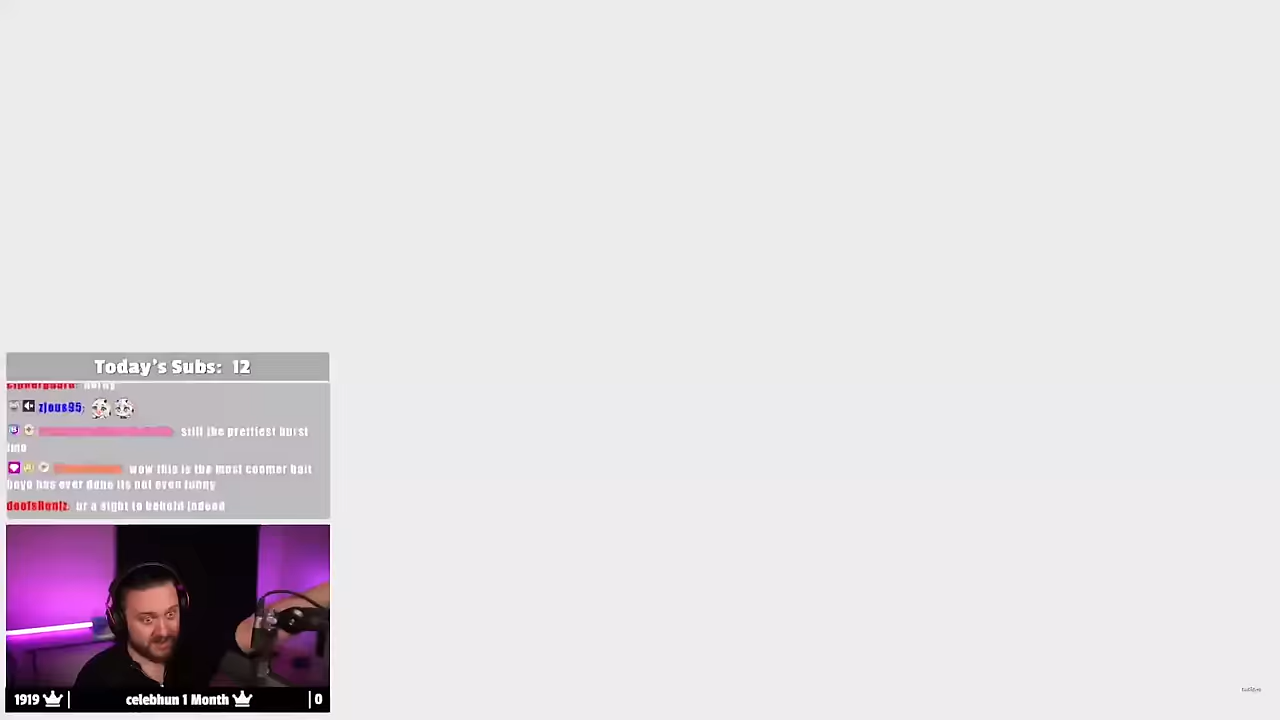 Today's Subs: 12
zjous95:
still the prettiest burst
imo
wow this is the most coomer bait
hoyo has ever done its not even funny
ur a sight to behold indeed
1919
celebhun 1 Month
0